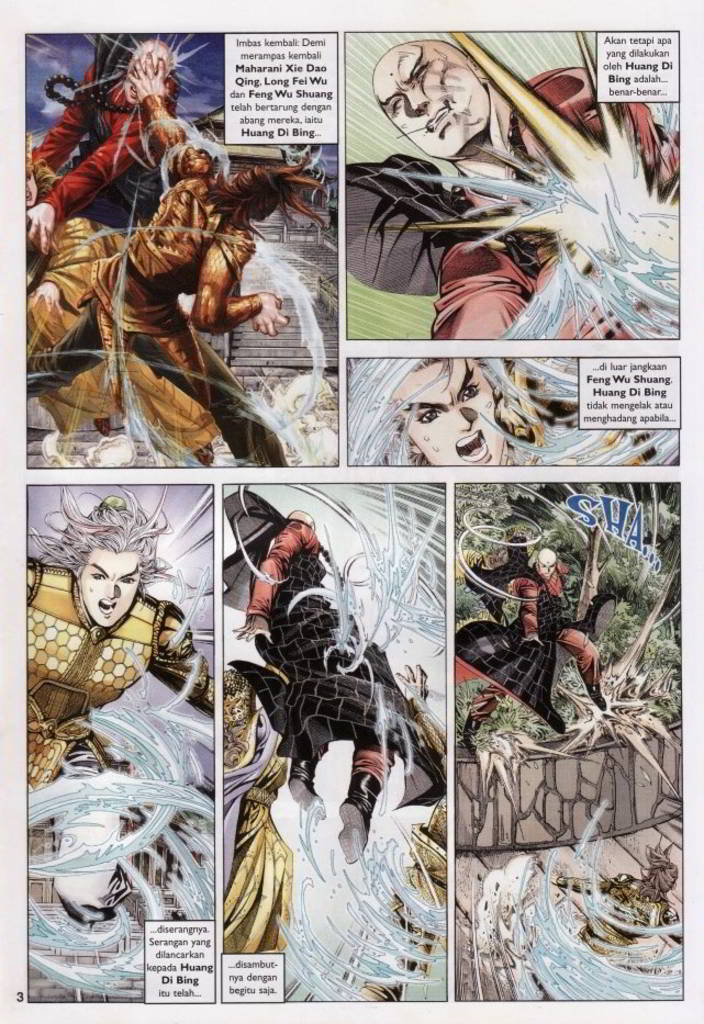 Imbas kembali: Demi
merampas kembali
Maharani Xie Dao
Qing, Long Fei Wu
dan Feng Wu Shuang
telah bertarung dengan
abang mereka, iaitu
Huang Di Bing...
Akan tetapi apa
yang dilakukan
oleh Huang Di
Bing adalah...
benar-benar...
...di luar jangkaan
Feng Wu Shuang.
Huang Di Bing
tidak mengelak atau
menghadang apabila...
...diserangnya.
Serangan yang
dilancarkan
kepada Huang
Di Bing
itu telah...
...disambut-
nya dengan
begitu saja.
SHA...
3